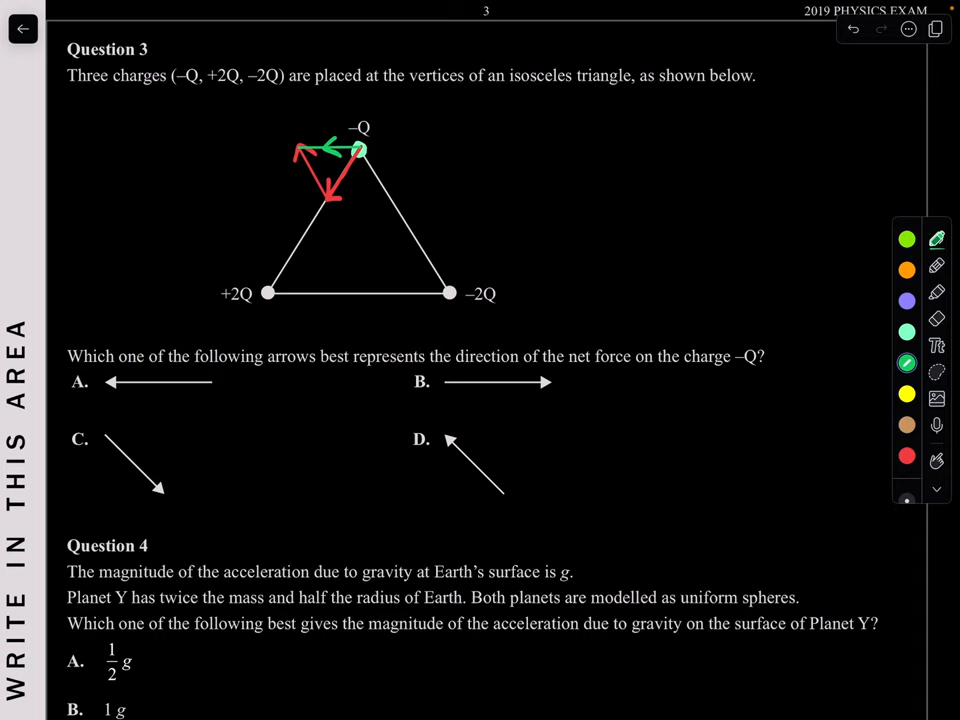 3
2019 PHYSICS EXAM
Question 3
Three charges (–Q, +2Q, –2Q) are placed at the vertices of an isosceles triangle, as shown below.
–Q
+2Q
–2Q
Which one of the following arrows best represents the direction of the net force on the charge –Q?
A.
B.
C.
D.
Question 4
The magnitude of the acceleration due to gravity at Earth’s surface is g.
Planet Y has twice the mass and half the radius of Earth. Both planets are modelled as uniform spheres.
Which one of the following best gives the magnitude of the acceleration due to gravity on the surface of Planet Y?
A. 1/2 g
B. 1 g
WRITE IN THIS AREA
Tt